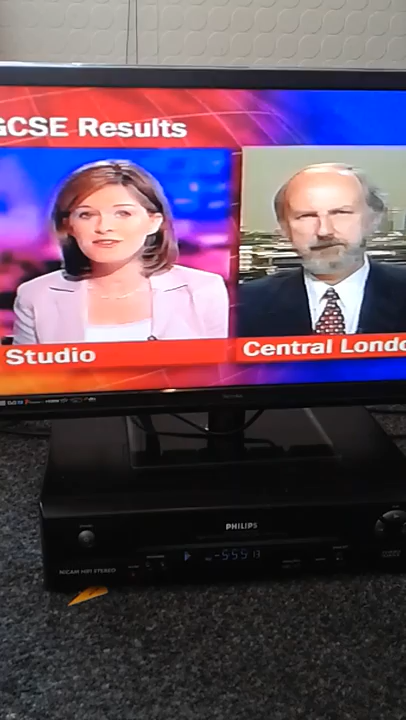 GCSE Results
Studio
Central Londo
PHILIPS
NICAM HIFI STEREO